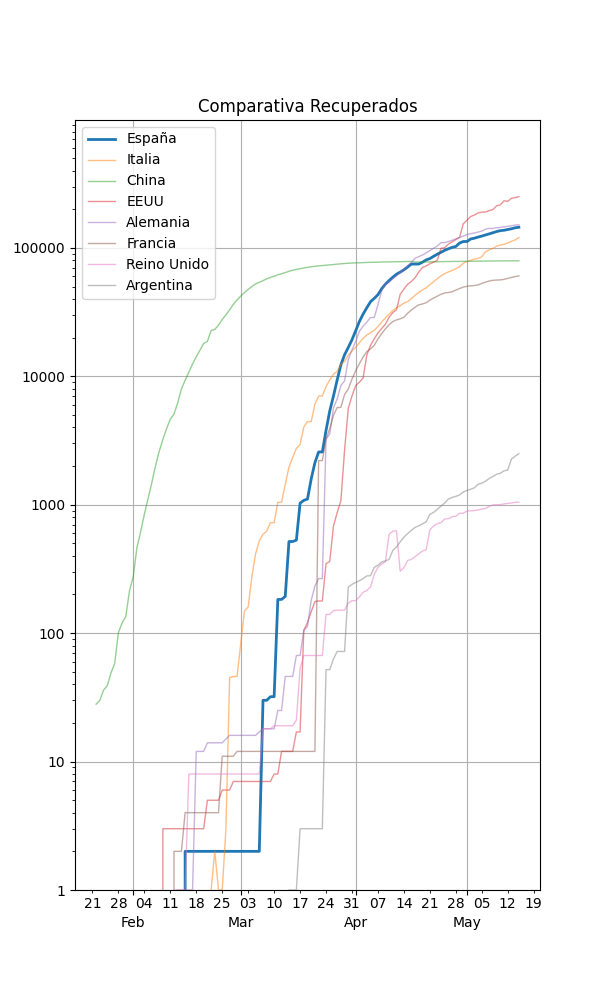 Comparativa Recuperados
España
Italia
China
EEUU
Alemania
Francia
Reino Unido
Argentina
100000
10000
1000
100
10
1
21 28 04 11 18 25 03 10 17 24 31 07 14 21 28 05 12 19
Feb Mar Apr May